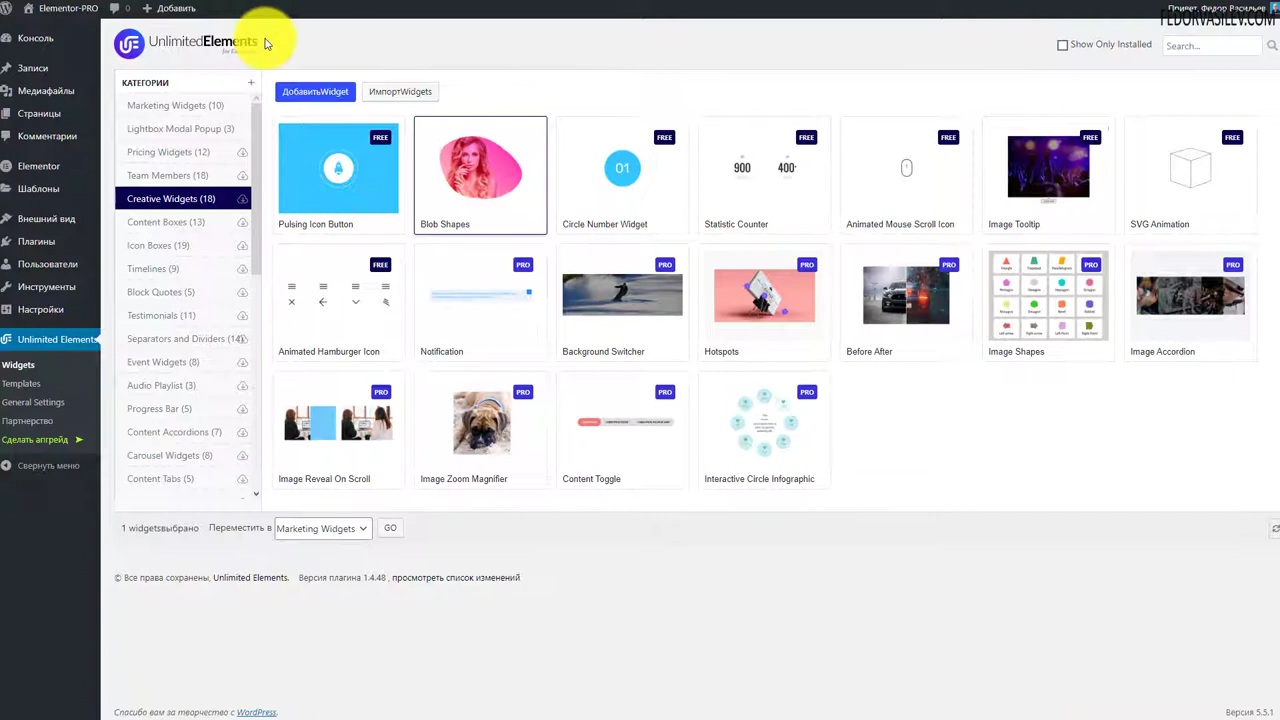 Elementor-PRO 0 Добавить
Привет, Федор Васильев
FEDORVASILEV.COM
Консоль
Записи
Медиафайлы
Страницы
Комментарии
Elementor
Шаблоны
Внешний вид
Плагины
Пользователи
Инструменты
Настройки
Unlimited Elements
Widgets
Templates
General Settings
Партнерство
Сделать апгрейд
Свернуть меню
UnlimitedElements
Show Only Installed
Search...
КАТЕГОРИИ +
Marketing Widgets (10)
Lightbox Modal Popup (3)
Pricing Widgets (12)
Team Members (18)
Creative Widgets (18)
Content Boxes (13)
Icon Boxes (19)
Timelines (9)
Block Quotes (5)
Testimonials (11)
Separators and Dividers (14)
Event Widgets (8)
Audio Playlist (3)
Progress Bar (5)
Content Accordions (7)
Carousel Widgets (8)
Content Tabs (5)
ДобавитьWidget
ИмпортWidgets
FREE
Pulsing Icon Button
Blob Shapes
FREE
01
Circle Number Widget
FREE
900 400
Statistic Counter
FREE
Animated Mouse Scroll Icon
FREE
Image Tooltip
FREE
SVG Animation
FREE
Animated Hamburger Icon
PRO
Notification
PRO
Background Switcher
PRO
Hotspots
PRO
Before After
PRO
Image Shapes
PRO
Image Accordion
PRO
Image Reveal On Scroll
PRO
Image Zoom Magnifier
PRO
Content Toggle
PRO
Interactive Circle Infographic
1 widgetsвыбрано Переместить в Marketing Widgets GO
© Все права сохранены, Unlimited Elements. Версия плагина 1.4.48 , просмотреть список изменений
Спасибо вам за творчество с WordPress.
Версия 5.5.1